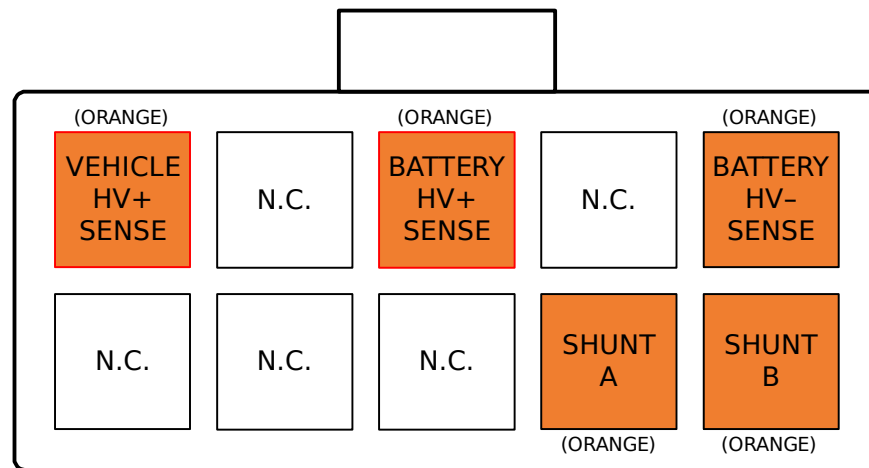 (ORANGE)
(ORANGE)
(ORANGE)
VEHICLE
HV+
SENSE
N.C.
BATTERY
HV+
SENSE
N.C.
BATTERY
HV–
SENSE
N.C.
N.C.
N.C.
SHUNT
A
SHUNT
B
(ORANGE)
(ORANGE)